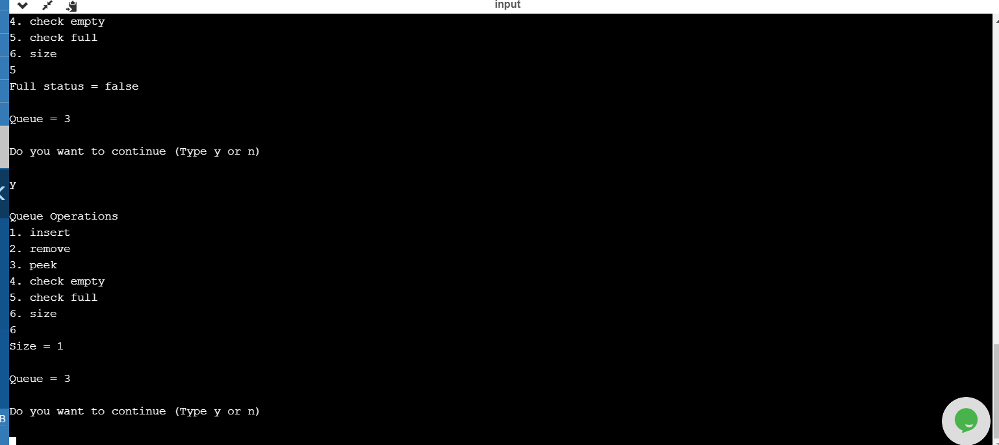 input
4. check empty
5. check full
6. size
5
Full status = false
Queue = 3
Do you want to continue (Type y or n)
y
Queue Operations
1. insert
2. remove
3. peek
4. check empty
5. check full
6. size
6
Size = 1
Queue = 3
Do you want to continue (Type y or n)
B